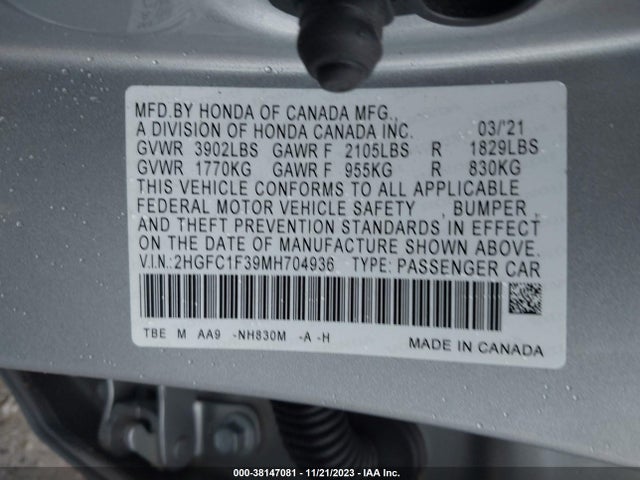 MFD.BY HONDA OF CANADA MFG.,
A DIVISION OF HONDA CANADA INC. 03/'21
GVWR 3902LBS GAWR F 2105LBS R 1829LBS
GVWR 1770KG GAWR F 955KG R 830KG
THIS VEHICLE CONFORMS TO ALL APPLICABLE
FEDERAL MOTOR VEHICLE SAFETY , BUMPER ,
AND THEFT PREVENTION STANDARDS IN EFFECT
ON THE DATE OF MANUFACTURE SHOWN ABOVE.
V.I.N.:2HGFC1F39MH704936 TYPE: PASSENGER CAR
TBE M AA9 -NH830M -A -H
MADE IN CANADA
000-38147081 - 11/21/2023 - IAA Inc.